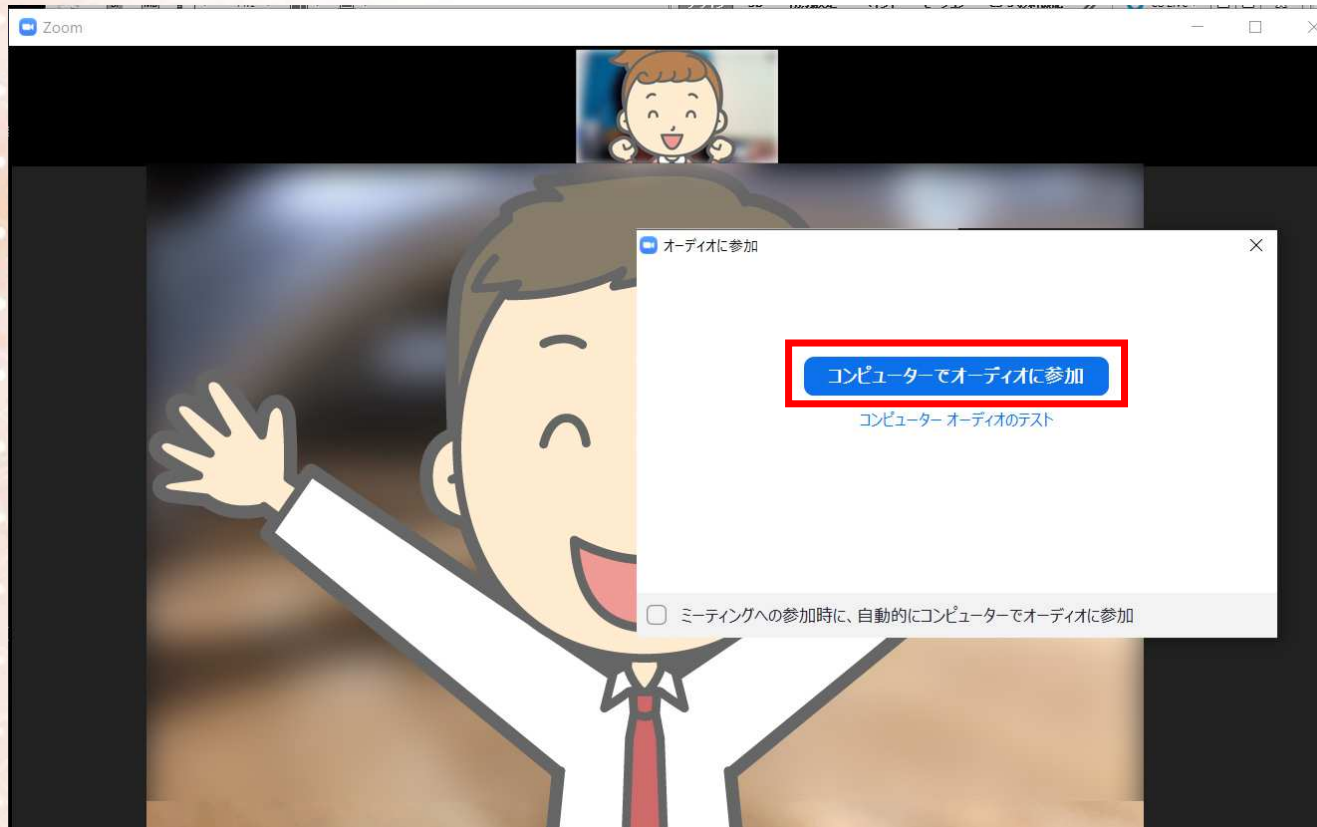 Zoom
オーディオに参加
コンピューターでオーディオに参加
コンピューター オーディオのテスト
ミーティングへの参加時に、自動的にコンピューターでオーディオに参加